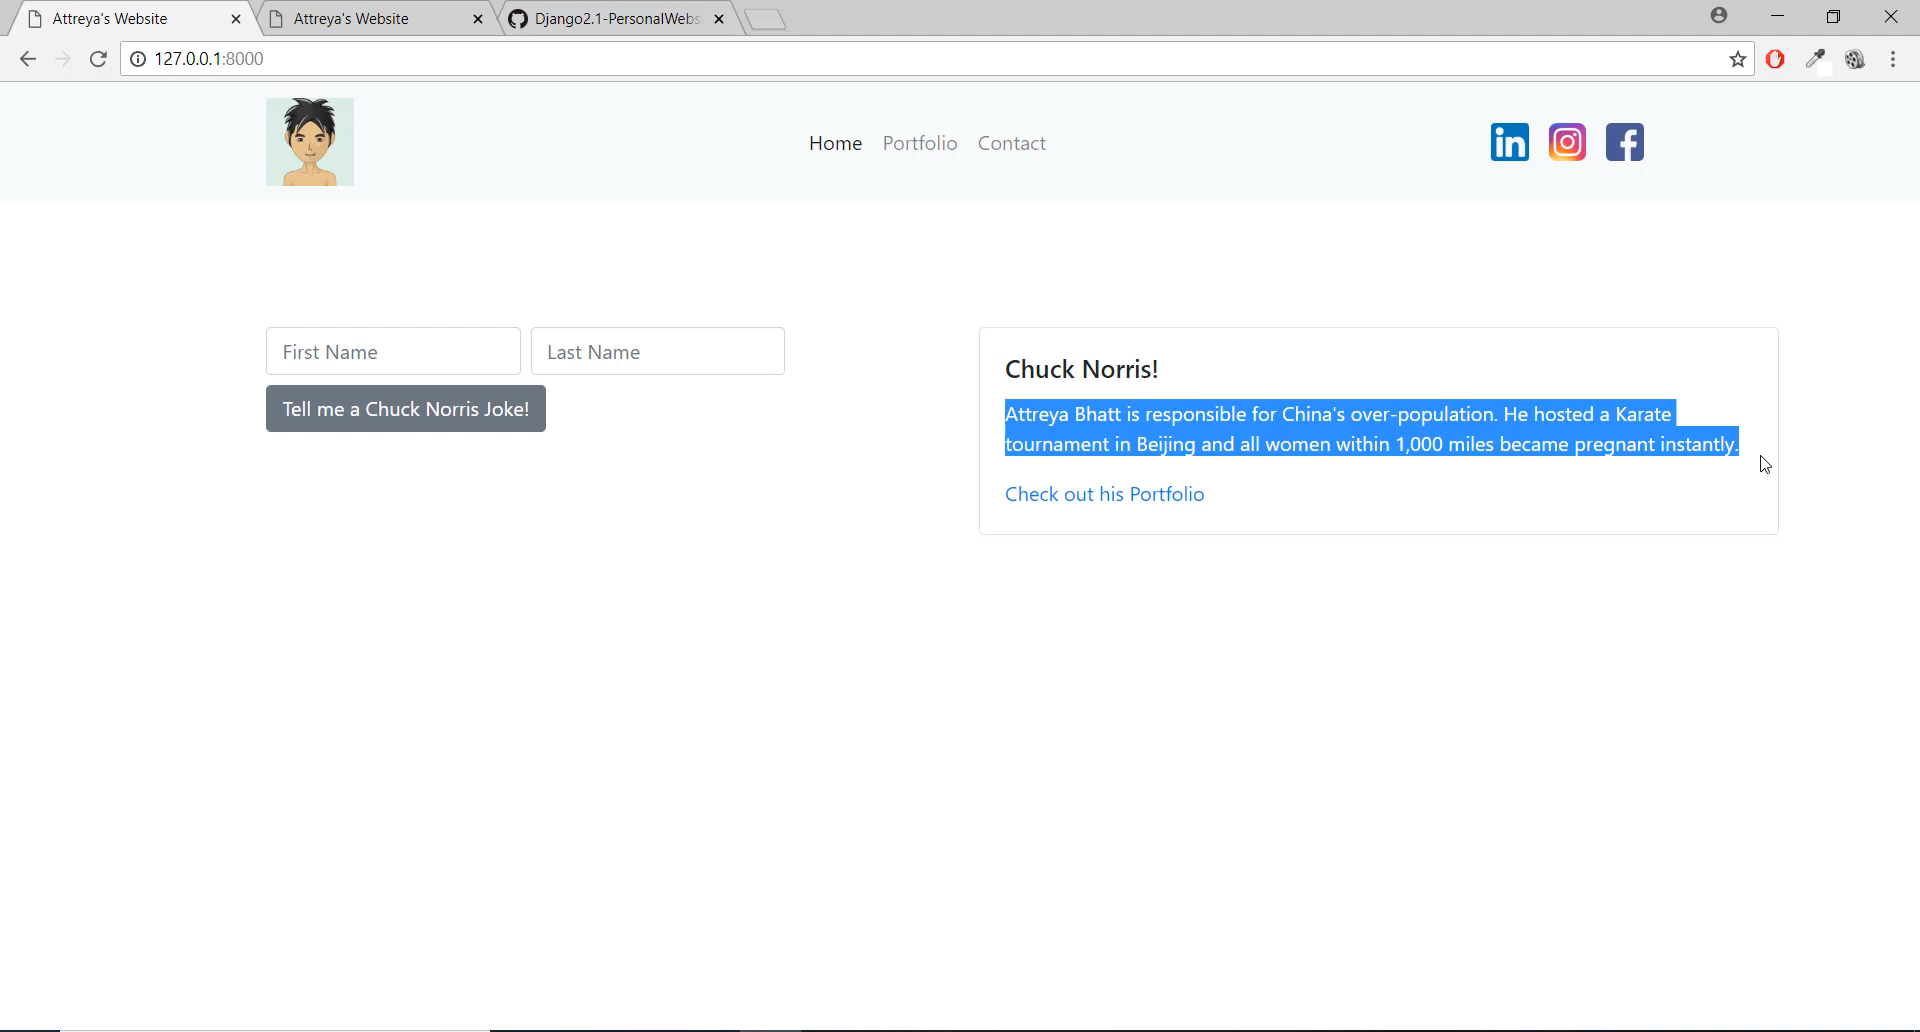 Attreya's Website
Attreya's Website
Django2.1-PersonalWebs
127.0.0.1:8000
Home Portfolio Contact
in
f
First Name
Last Name
Tell me a Chuck Norris Joke!
Chuck Norris!
Attreya Bhatt is responsible for China's over-population. He hosted a Karate
tournament in Beijing and all women within 1,000 miles became pregnant instantly.
Check out his Portfolio